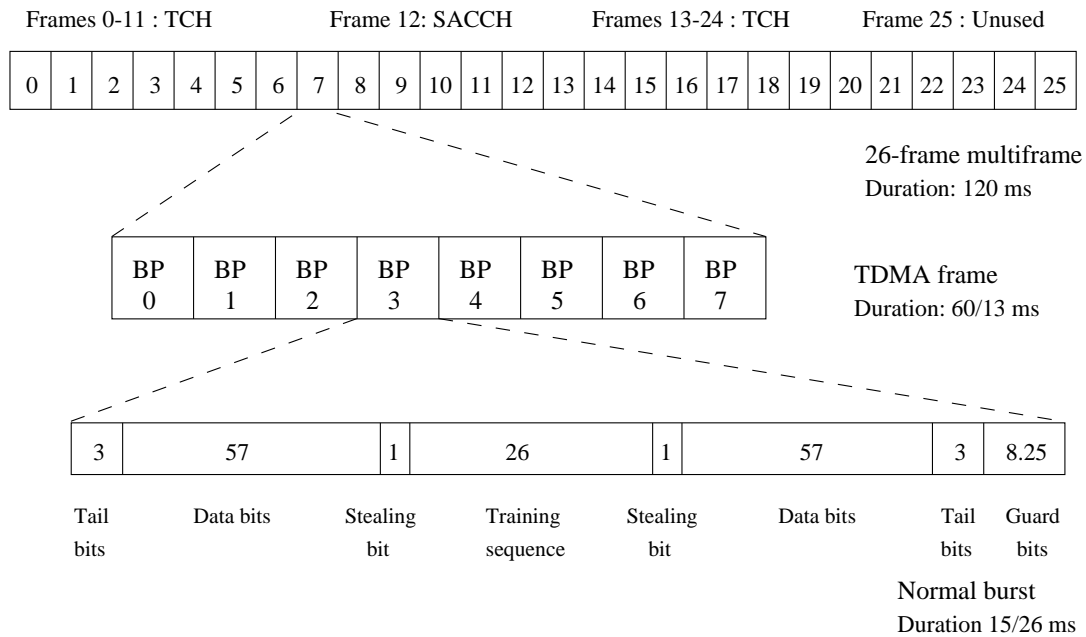 Frames 0-11 : TCH Frame 12: SACCH Frames 13-24 : TCH Frame 25 : Unused
0 1 2 3 4 5 6 7 8 9 10 11 12 13 14 15 16 17 18 19 20 21 22 23 24 25
26-frame multiframe
Duration: 120 ms
BP BP BP BP BP BP BP BP
0 1 2 3 4 5 6 7
TDMA frame
Duration: 60/13 ms
3 57 1 26 1 57 3 8.25
Tail Data bits Stealing Training Stealing Data bits Tail Guard
bits bit sequence bit bits bits
Normal burst
Duration 15/26 ms